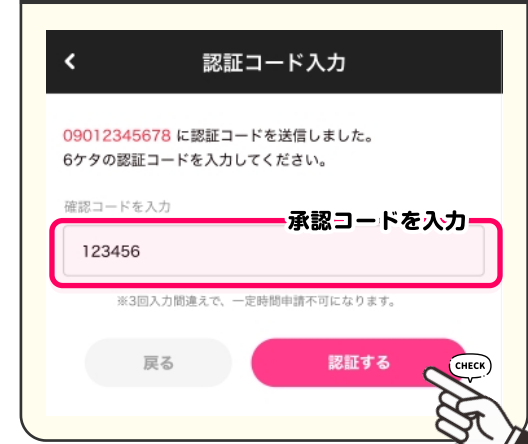 認証コード入力
09012345678 に認証コードを送信しました。
6ケタの認証コードを入力してください。
確認コードを入力
承認コードを入力
123456
※3回入力間違えで、一定時間申請不可になります。
戻る
認証する
CHECK